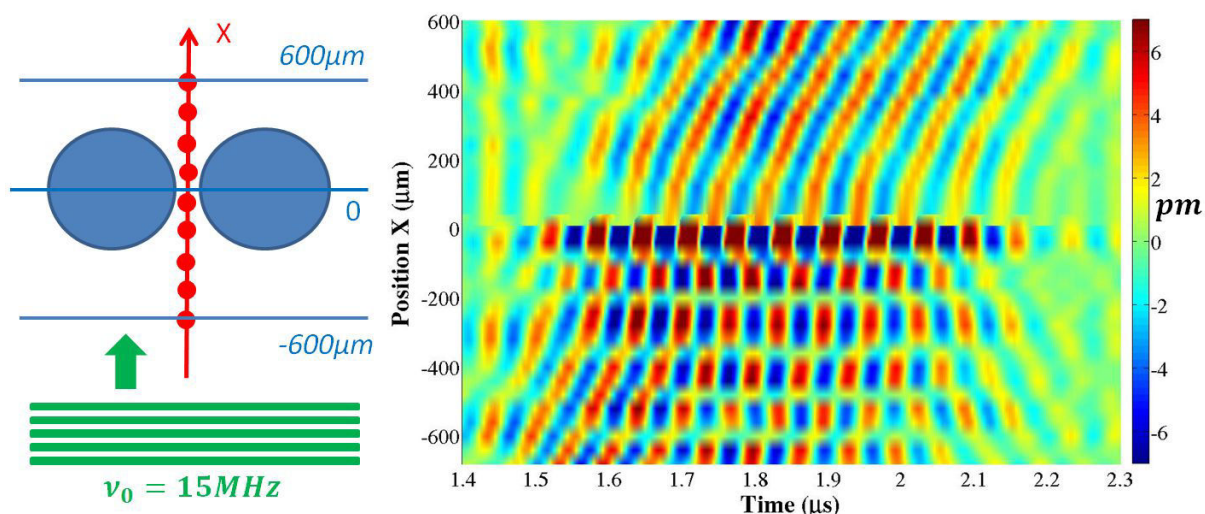 X
600μm
0
-600μm
ν₀ = 15MHz
600
400
200
0
-200
-400
-600
Position X (μm)
1.4 1.5 1.6 1.7 1.8 1.9 2 2.1 2.2 2.3
Time (μs)
6
4
2
0
-2
-4
-6
pm